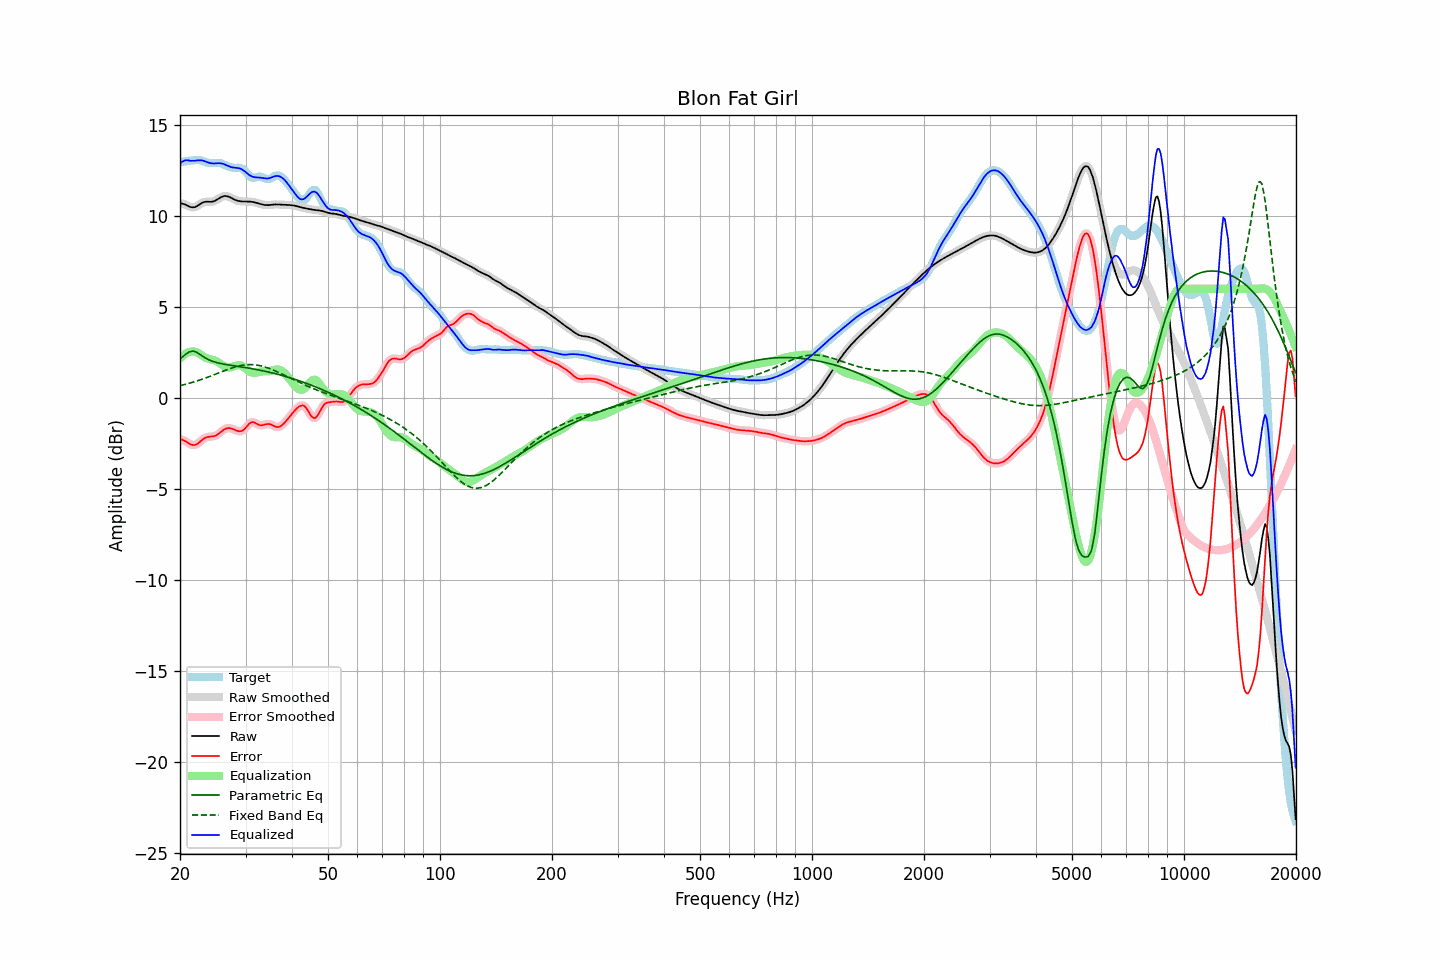 Blon Fat Girl
15
10
5
0
−5
−10
−15
−20
−25
Amplitude (dBr)
Target
Raw Smoothed
Error Smoothed
Raw
Error
Equalization
Parametric Eq
Fixed Band Eq
Equalized
20 50 100 200 500 1000 2000 5000 10000 20000
Frequency (Hz)